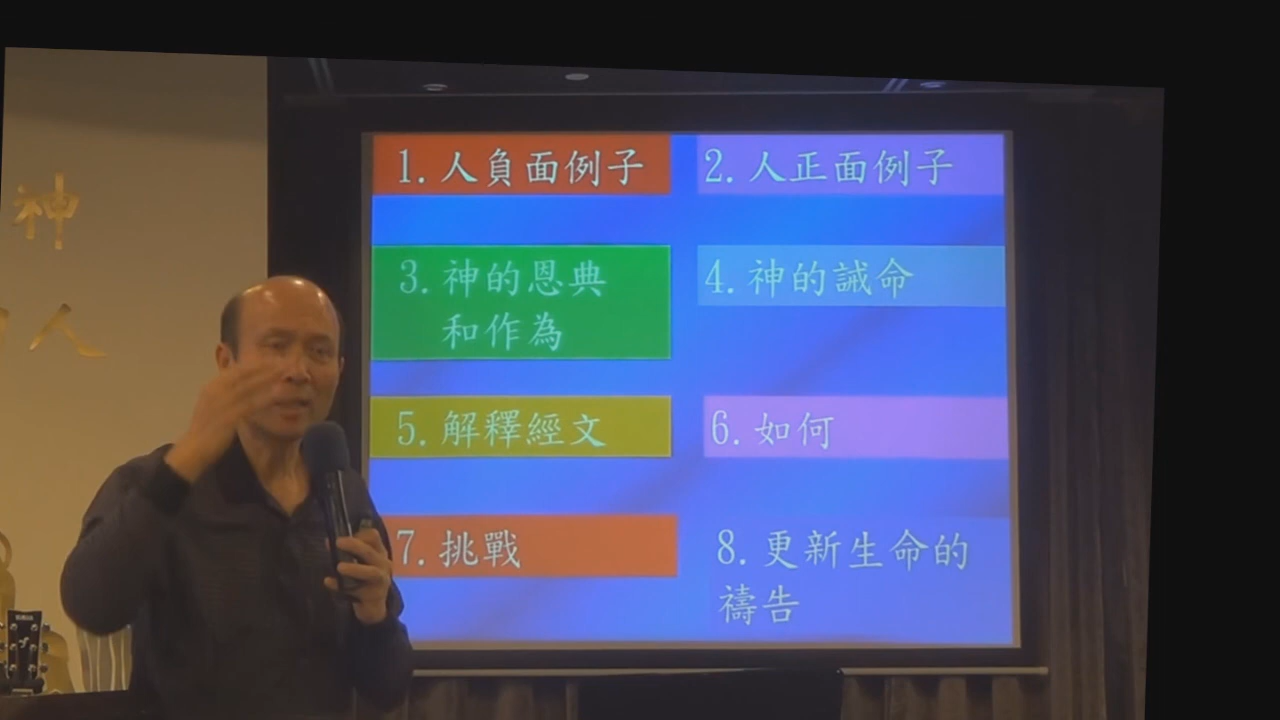 神
人
1.人負面例子
2.人正面例子
3.神的恩典
和作為
4.神的誡命
5.解釋經文
6.如何
7.挑戰
8.更新生命的
禱告